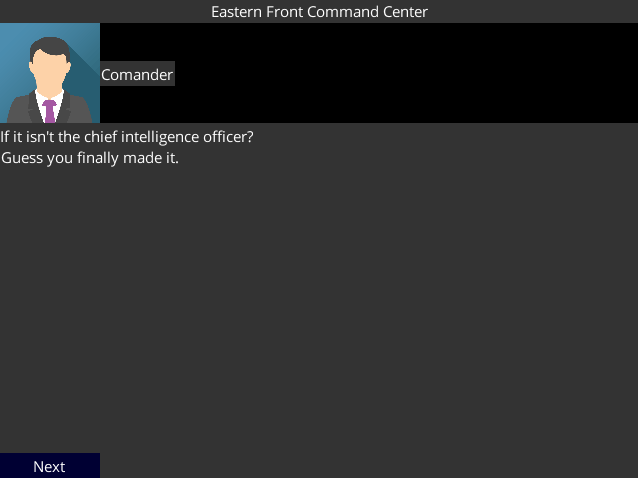 Eastern Front Command Center
Comander
If it isn't the chief intelligence officer?
Guess you finally made it.
Next